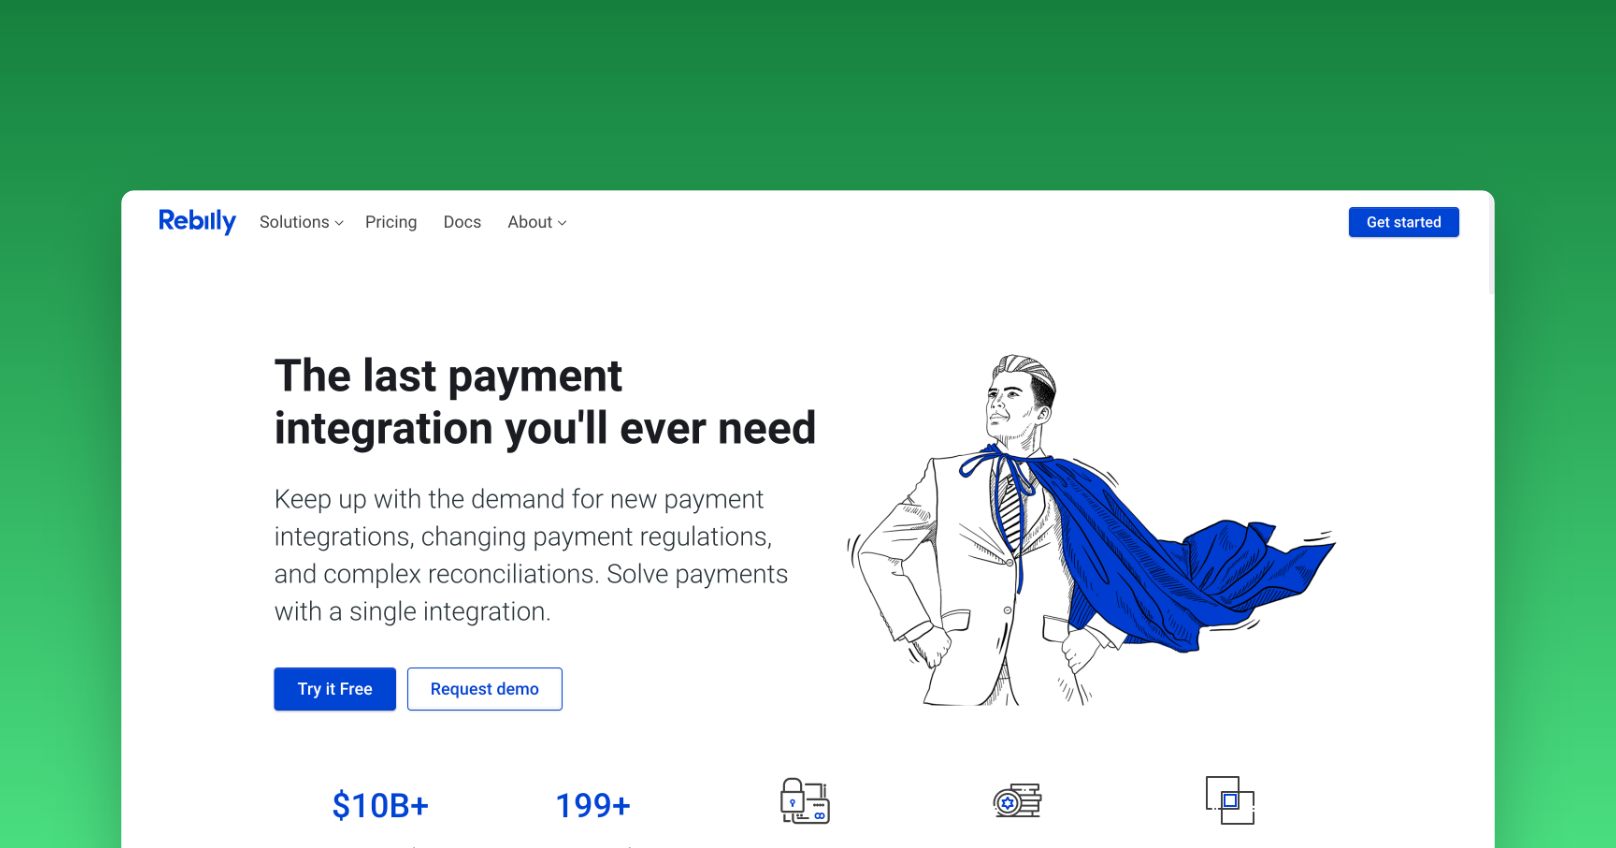 Rebilly Solutions Pricing Docs About Get started
The last payment
integration you'll ever need
Keep up with the demand for new payment
integrations, changing payment regulations,
and complex reconciliations. Solve payments
with a single integration.
Try it Free Request demo
$10B+ 199+